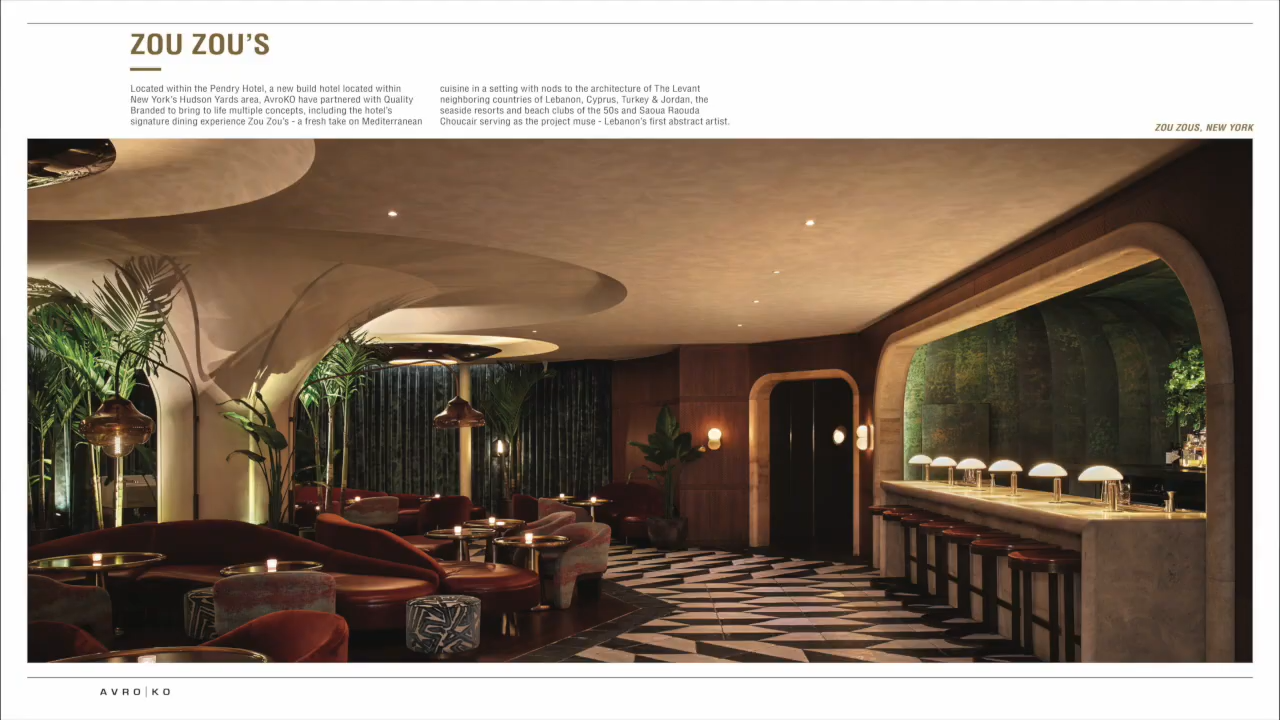 ZOU ZOU'S
Located within the Pendry Hotel, a new build hotel located within
New York's Hudson Yards area, AvroKO have partnered with Quality
Branded to bring to life multiple concepts, including the hotel's
signature dining experience Zou Zou's - a fresh take on Mediterranean
cuisine in a setting with nods to the architecture of The Levant
neighboring countries of Lebanon, Cyprus, Turkey & Jordan, the
seaside resorts and beach clubs of the 50s and Saoua Raouda
Choucair serving as the project muse - Lebanon's first abstract artist.
ZOU ZOUS, NEW YORK
AVRO|KO